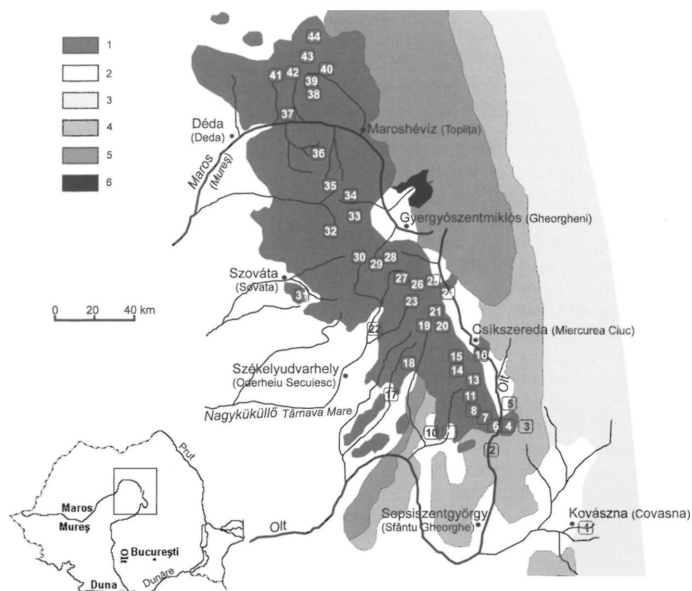 1
2
3
4
5
6
0 20 40 km
44
43
42
41
40
39
38
37
Déda
(Deda)
Maroshévíz (Toplița)
Maros
(Mureș)
36
35
34
33
32
Gyergyószentmiklós (Gheorgheni)
30
29
28
Szováta
(Sovata)
31
27
26
25
24
23
22
21
20
19
Csíkszereda (Miercurea Ciuc)
Székelyudvarhely
(Oderheiu Secuiesc)
18
17
16
15
14
13
11
10
8
7
6
5
4
3
2
Olt
Nagyküküllő Târnava Mare
Olt
Sepsiszentgyörgy
(Sfântu Gheorghe)
Kovászna (Covasna)
1
Prut
Maros
Mureș
Olt
București
Duna
Dunăre